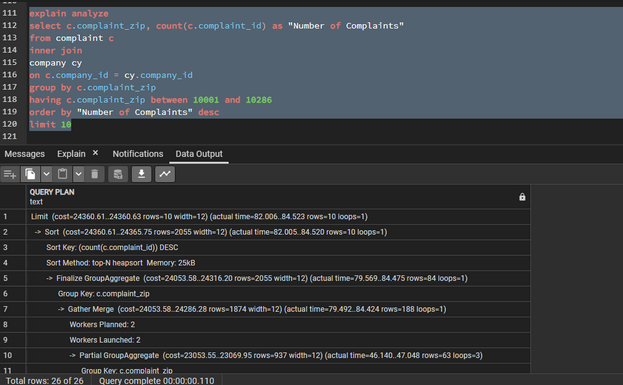 111 explain analyze
112 select c.complaint_zip, count(c.complaint_id) as "Number of Complaints"
113 from complaint c
114 inner join
115 company cy
116 on c.company_id = cy.company_id
117 group by c.complaint_zip
118 having c.complaint_zip between 10001 and 10286
119 order by "Number of Complaints" desc
120 limit 10
121
Messages Explain × Notifications Data Output
QUERY PLAN
text
1 Limit (cost=24360.61..24360.63 rows=10 width=12) (actual time=82.006..84.523 rows=10 loops=1)
2 -> Sort (cost=24360.61..24365.75 rows=2055 width=12) (actual time=82.005..84.520 rows=10 loops=1)
3 Sort Key: (count(c.complaint_id)) DESC
4 Sort Method: top-N heapsort Memory: 25kB
5 -> Finalize GroupAggregate (cost=24053.58..24316.20 rows=2055 width=12) (actual time=79.569..84.475 rows=84 loops=1)
6 Group Key: c.complaint_zip
7 -> Gather Merge (cost=24053.58..24286.28 rows=1874 width=12) (actual time=79.492..84.424 rows=188 loops=1)
8 Workers Planned: 2
9 Workers Launched: 2
10 -> Partial GroupAggregate (cost=23053.55..23069.95 rows=937 width=12) (actual time=46.140..47.048 rows=63 loops=3)
11 Group Key: c.complaint_zip
Total rows: 26 of 26 Query complete 00:00:00.110